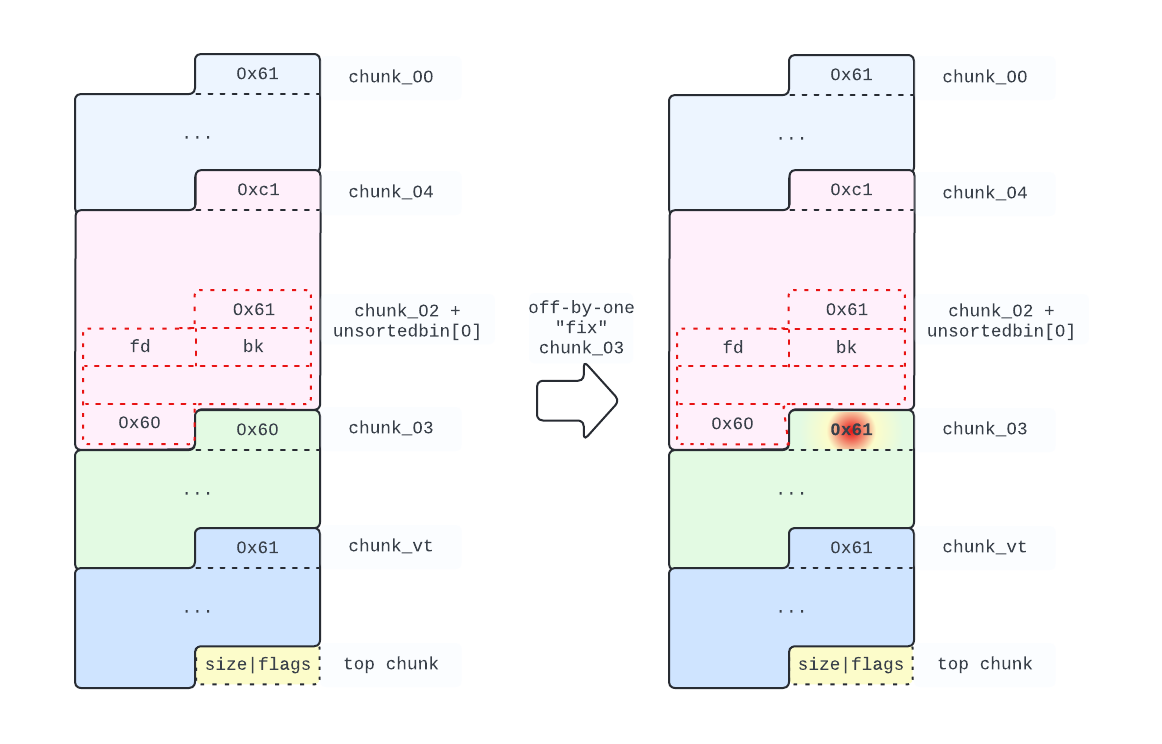 0x61
chunk_00
...
0xc1
chunk_04
0x61
chunk_02 +
unsortedbin[0]
fd
bk
0x60
0x60
chunk_03
...
0x61
chunk_vt
...
size|flags
top chunk
off-by-one
"fix"
chunk_03
0x61
chunk_00
...
0xc1
chunk_04
0x61
chunk_02 +
unsortedbin[0]
fd
bk
0x60
0x61
chunk_03
...
0x61
chunk_vt
...
size|flags
top chunk